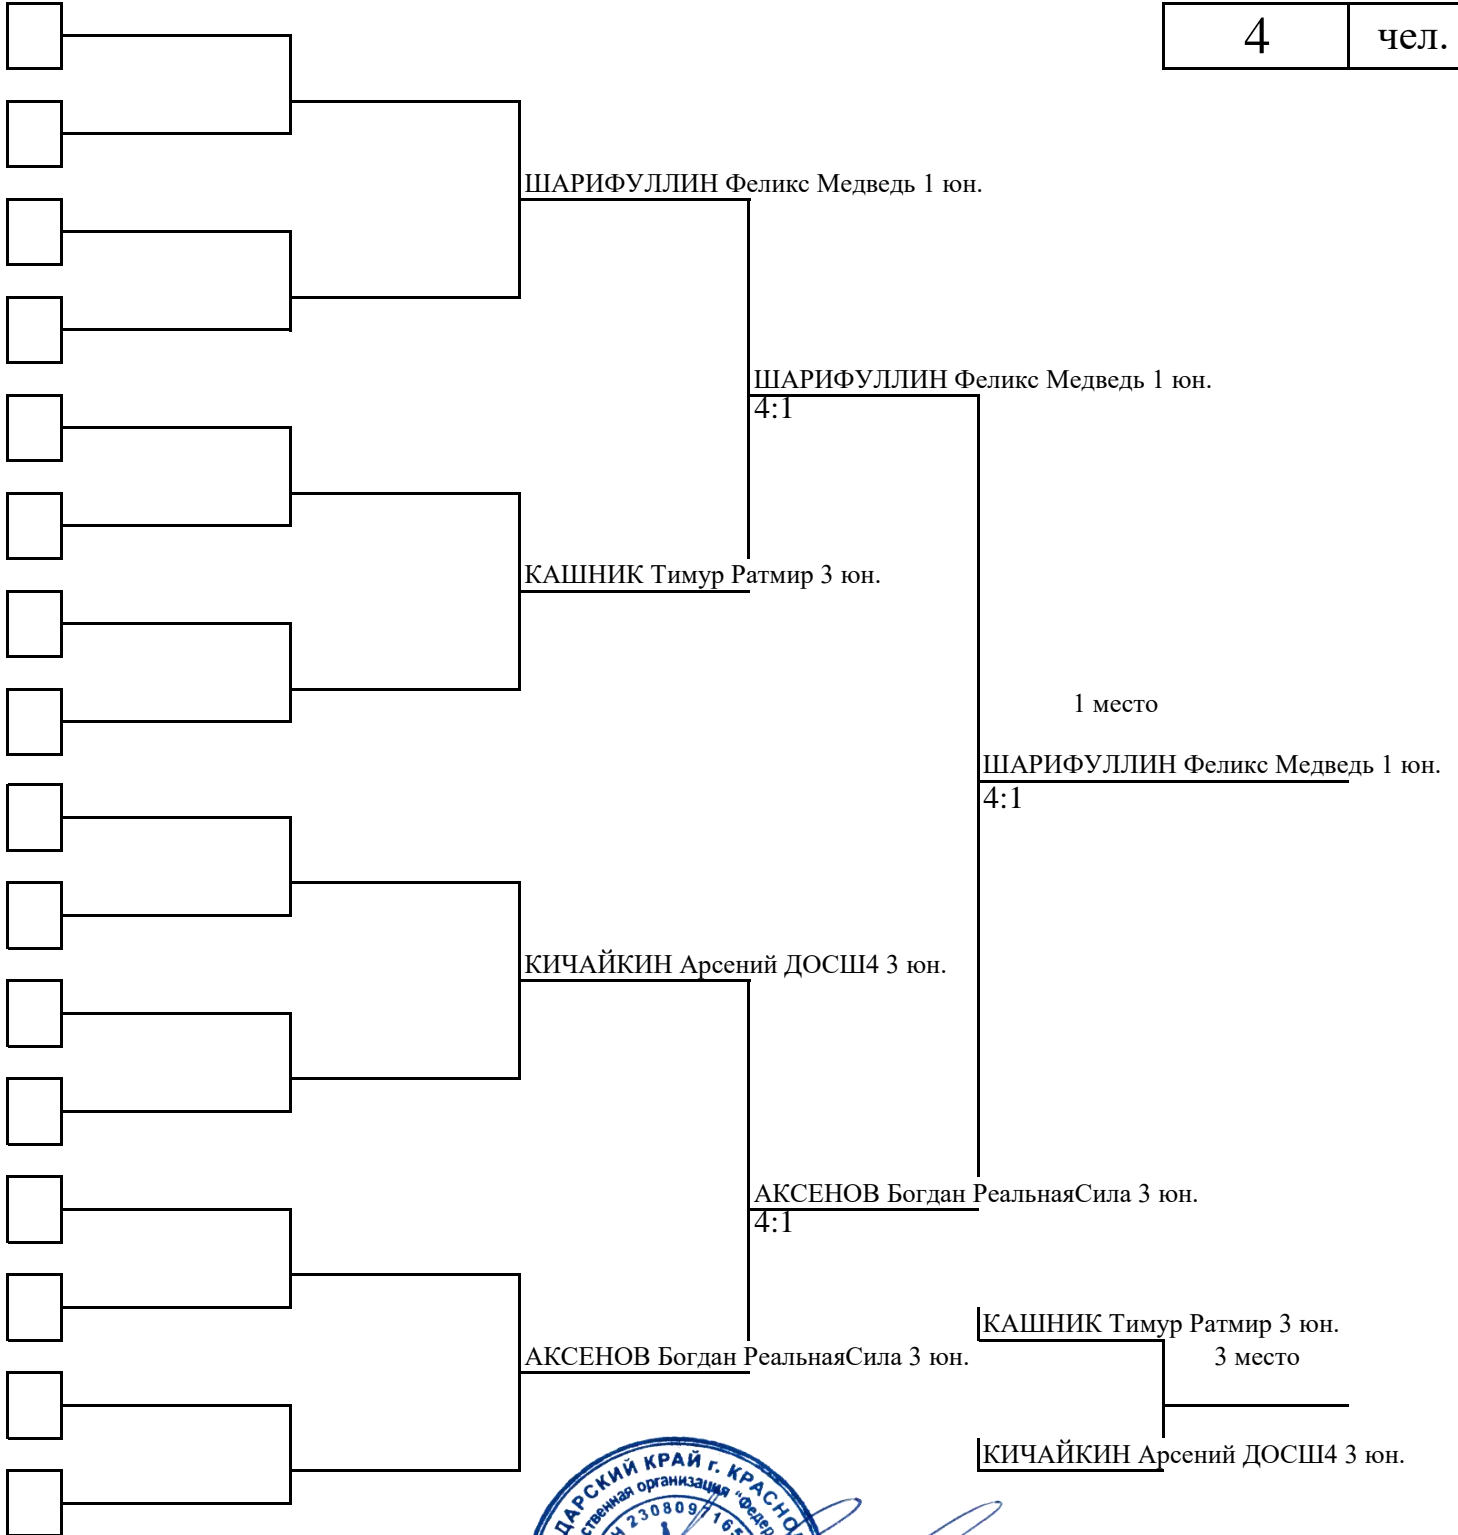 4 чел.
ШАРИФУЛЛИН Феликс Медведь 1 юн.
ШАРИФУЛЛИН Феликс Медведь 1 юн.
4:1
КАШНИК Тимур Ратмир 3 юн.
1 место
ШАРИФУЛЛИН Феликс Медведь 1 юн.
4:1
КИЧАЙКИН Арсений ДОСШ4 3 юн.
АКСЕНОВ Богдан РеальнаяСила 3 юн.
4:1
КАШНИК Тимур Ратмир 3 юн.
АКСЕНОВ Богдан РеальнаяСила 3 юн.
3 место
КИЧАЙКИН Арсений ДОСШ4 3 юн.
КРАЙ г.
организация